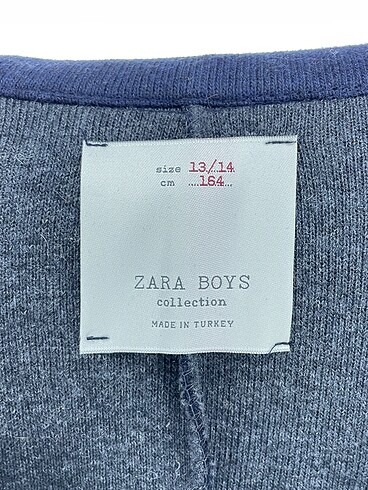 size 13/14
cm 164
ZARA BOYS
collection
MADE IN TURKEY